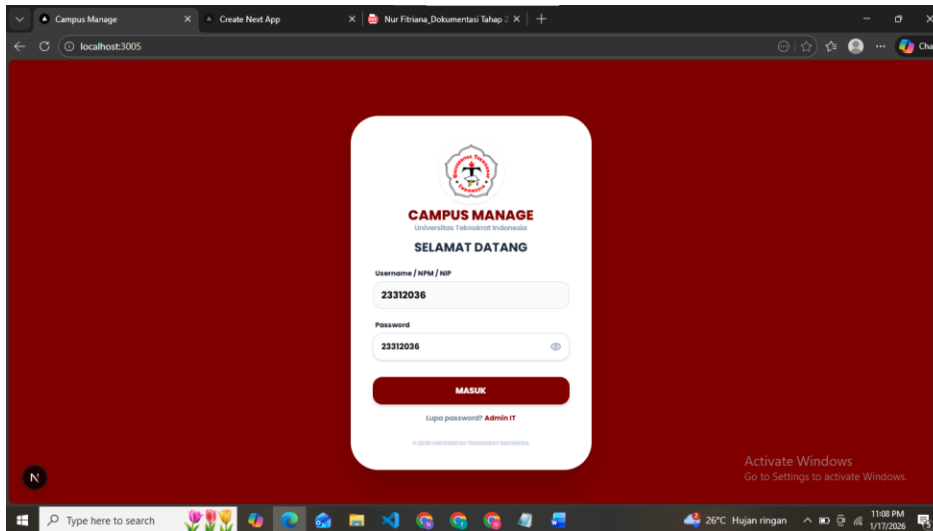 Campus Manage
Create Next App
Nur Fitriana_Dokumentasi Tahap 2
localhost:3005
CAMPUS MANAGE
Universitas Teknokrat Indonesia
SELAMAT DATANG
Username / NPM / NIP
23312036
Password
23312036
MASUK
Lupa password? Admin IT
UNIVERSITAS TEKNOKRAT INDONESIA
N
Activate Windows
Go to Settings to activate Windows.
Type here to search
26°C Hujan ringan
11:08 PM
1/17/2026